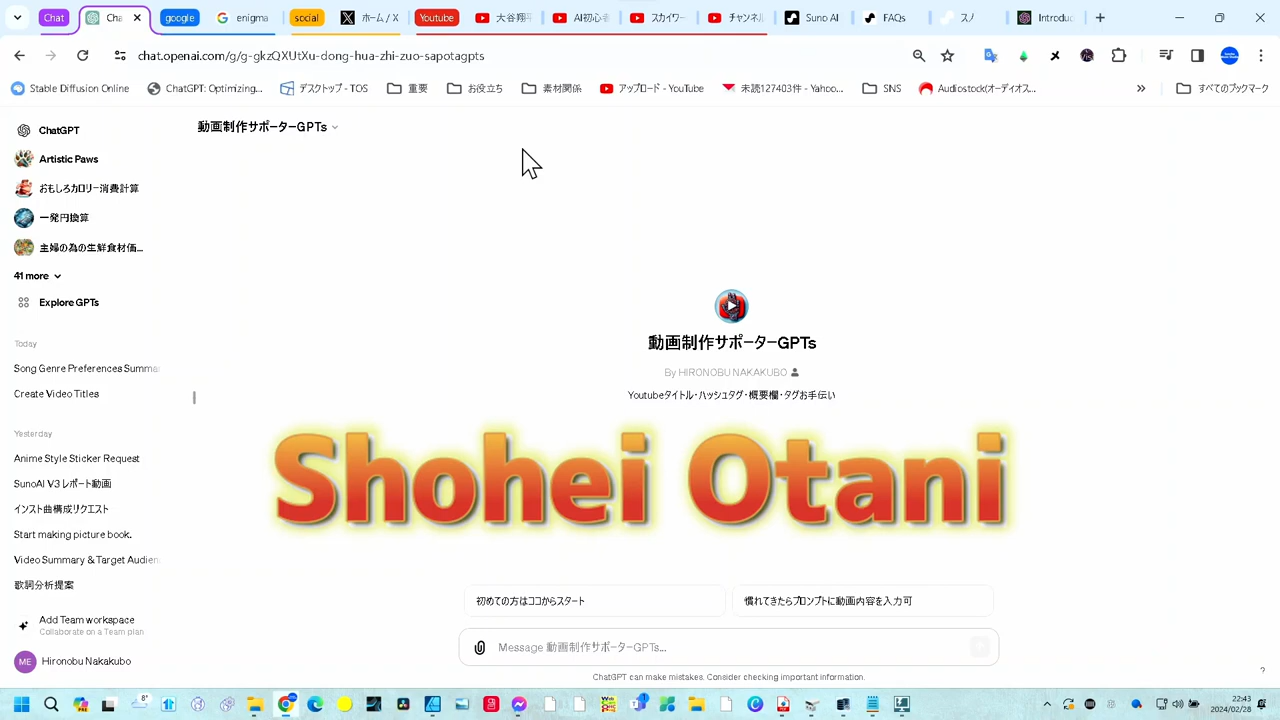 Chat
Cha
google
enigma
social
ホーム / X
Youtube
大谷翔平
AI初心者
スカイワー
チャンネ
Suno AI
FAQs
スノ
Introduc
chat.openai.com/g/g-gkzQXUtXu-dong-hua-zhi-zuo-sapotagpts
Stable Diffusion Online
ChatGPT: Optimizing...
デスクトップ - TOS
重要
お役立ち
素材関係
アップロード - YouTube
未読127403件 - Yahoo...
SNS
Audiostock(オーディオス...
»
すべてのブックマーク
ChatGPT
動画制作サポーターGPTs
Artistic Paws
おもしろカロリー消費計算
一発円換算
主婦の為の生鮮食材価...
41 more
Explore GPTs
Today
Song Genre Preferences Summa
Create Video Titles
Yesterday
Anime Style Sticker Request
SunoAI V3 レポート動画
インスト曲構成リクエスト
Start making picture book.
Video Summary & Target Audien
歌詞分析提案
Add Team workspace
Collaborate on a Team plan
ME
Hironobu Nakakubo
動画制作サポーターGPTs
By HIRONOBU NAKAKUBO
Youtubeタイトル・ハッシュタグ・概要欄・タグお手伝い
Shohei Otani
初めての方はココからスタート
慣れてきたらプロンプトに動画内容を入力可
Message 動画制作サポーターGPTs...
ChatGPT can make mistakes. Consider checking important information.
?
8°
22:43
2024/02/28